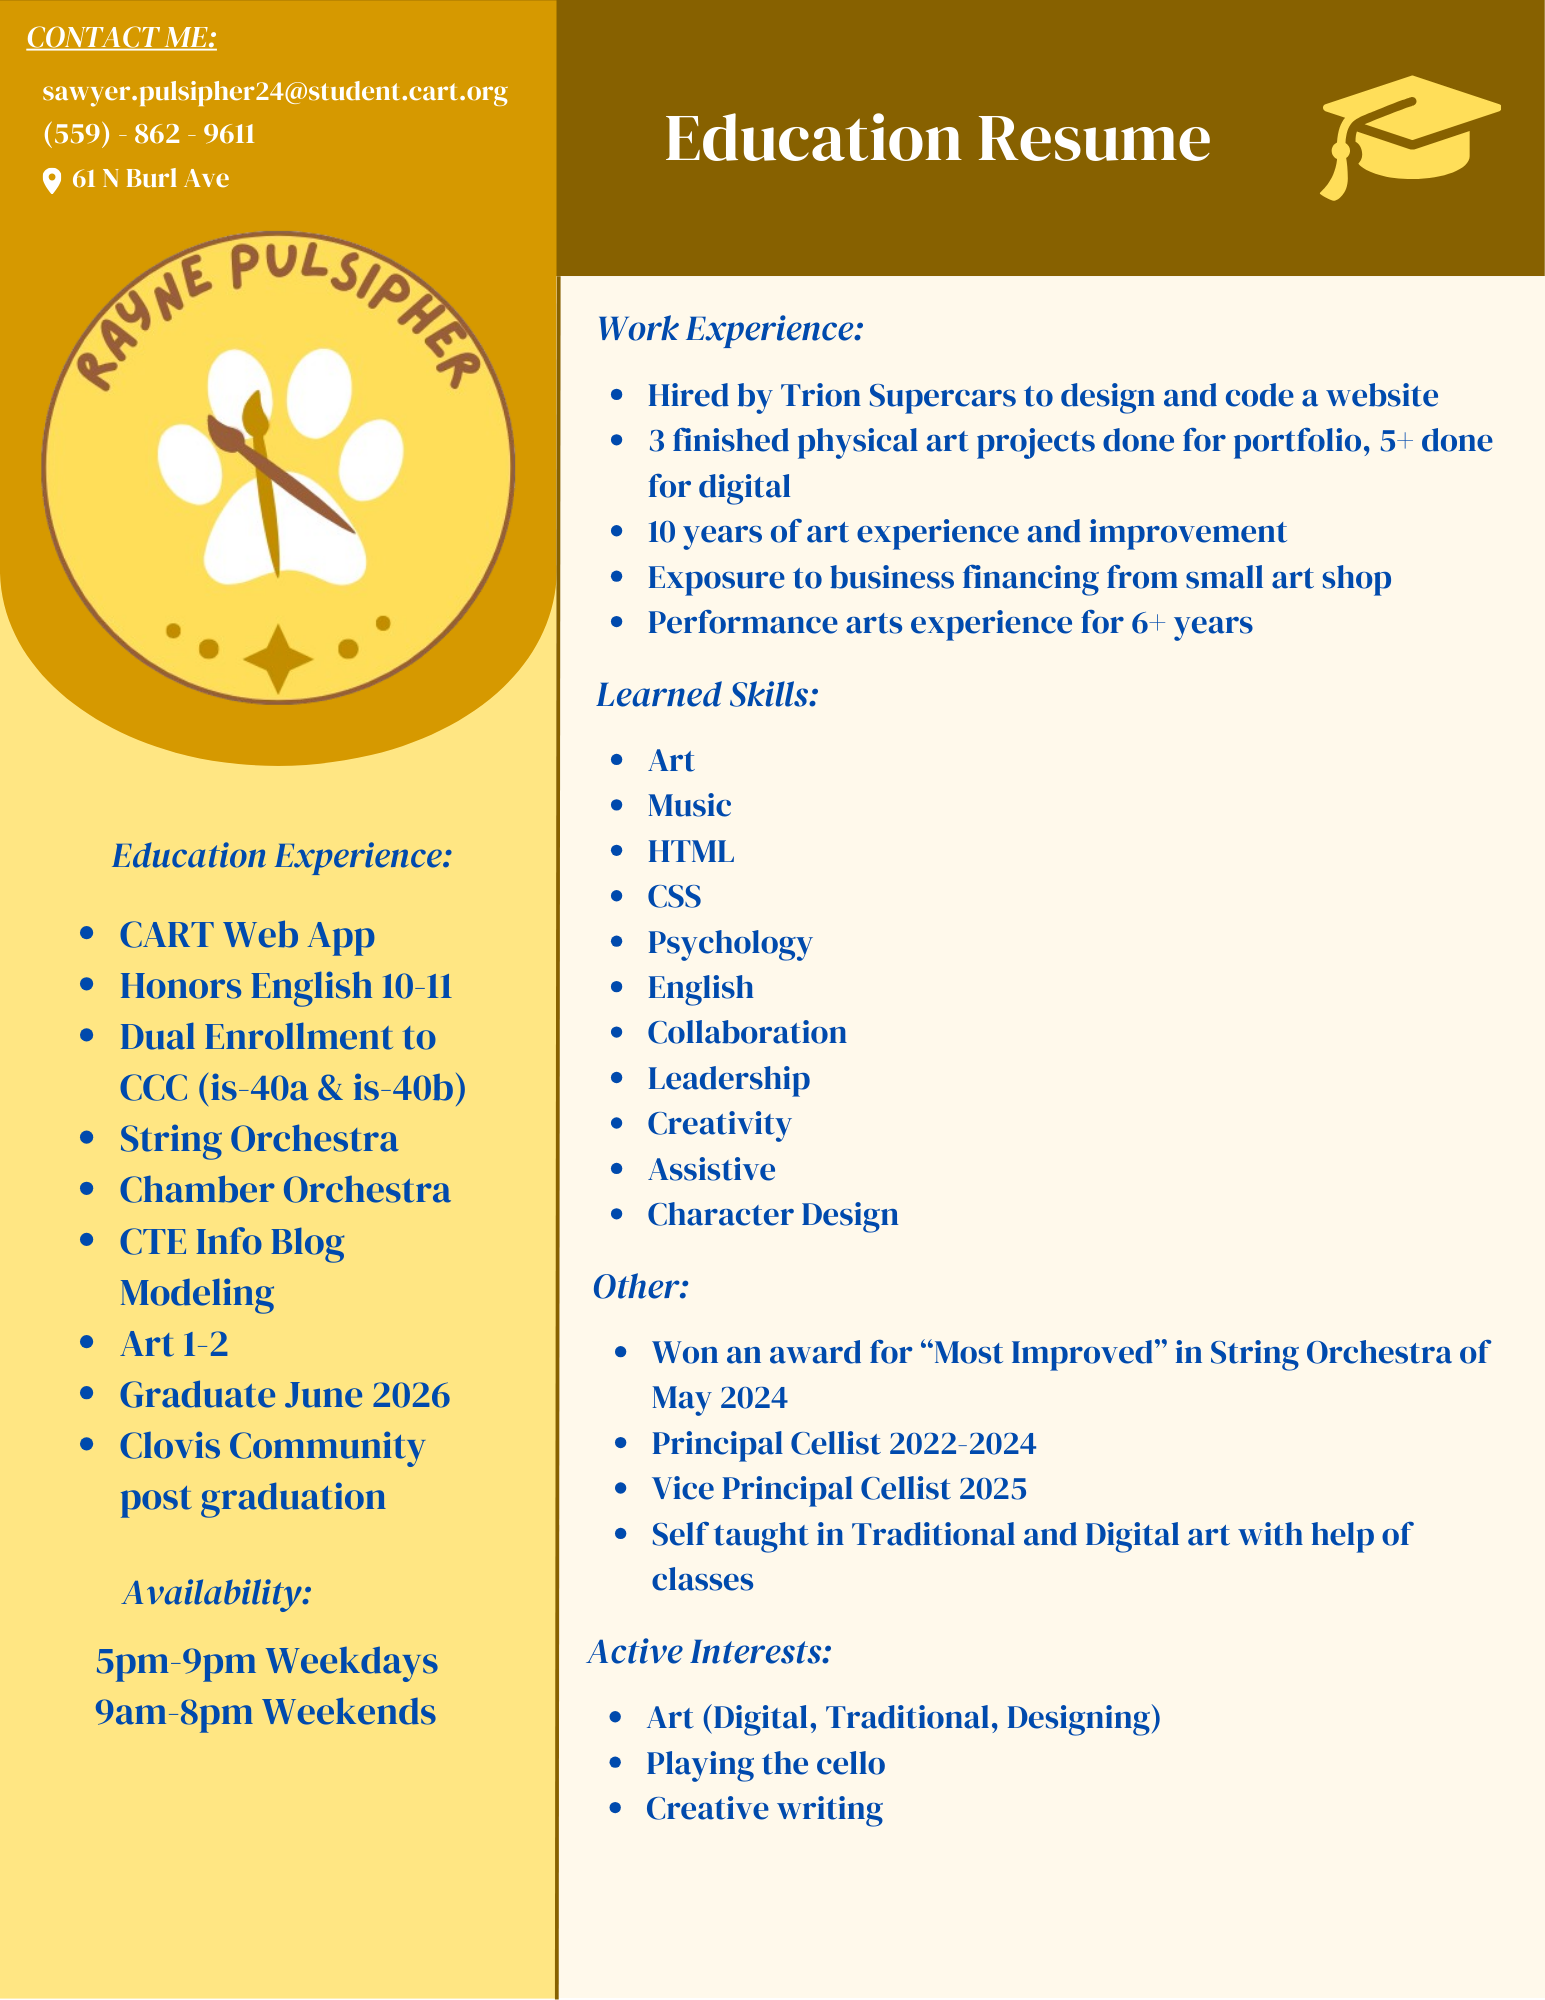 CONTACT ME:
sawyer.pulsipher24@student.cart.org
(559) - 862 - 9611
61 N Burl Ave
RAYNE PULSIPHER
Education Experience:
• CART Web App
• Honors English 10-11
• Dual Enrollment to
CCC (is-40a & is-40b)
• String Orchestra
• Chamber Orchestra
• CTE Info Blog
Modeling
• Art 1-2
• Graduate June 2026
• Clovis Community
post graduation
Availability:
5pm-9pm Weekdays
9am-8pm Weekends
Education Resume
Work Experience:
• Hired by Trion Supercars to design and code a website
• 3 finished physical art projects done for portfolio, 5+ done
for digital
• 10 years of art experience and improvement
• Exposure to business financing from small art shop
• Performance arts experience for 6+ years
Learned Skills:
• Art
• Music
• HTML
• CSS
• Psychology
• English
• Collaboration
• Leadership
• Creativity
• Assistive
• Character Design
Other:
• Won an award for “Most Improved” in String Orchestra of
May 2024
• Principal Cellist 2022-2024
• Vice Principal Cellist 2025
• Self taught in Traditional and Digital art with help of
classes
Active Interests:
• Art (Digital, Traditional, Designing)
• Playing the cello
• Creative writing